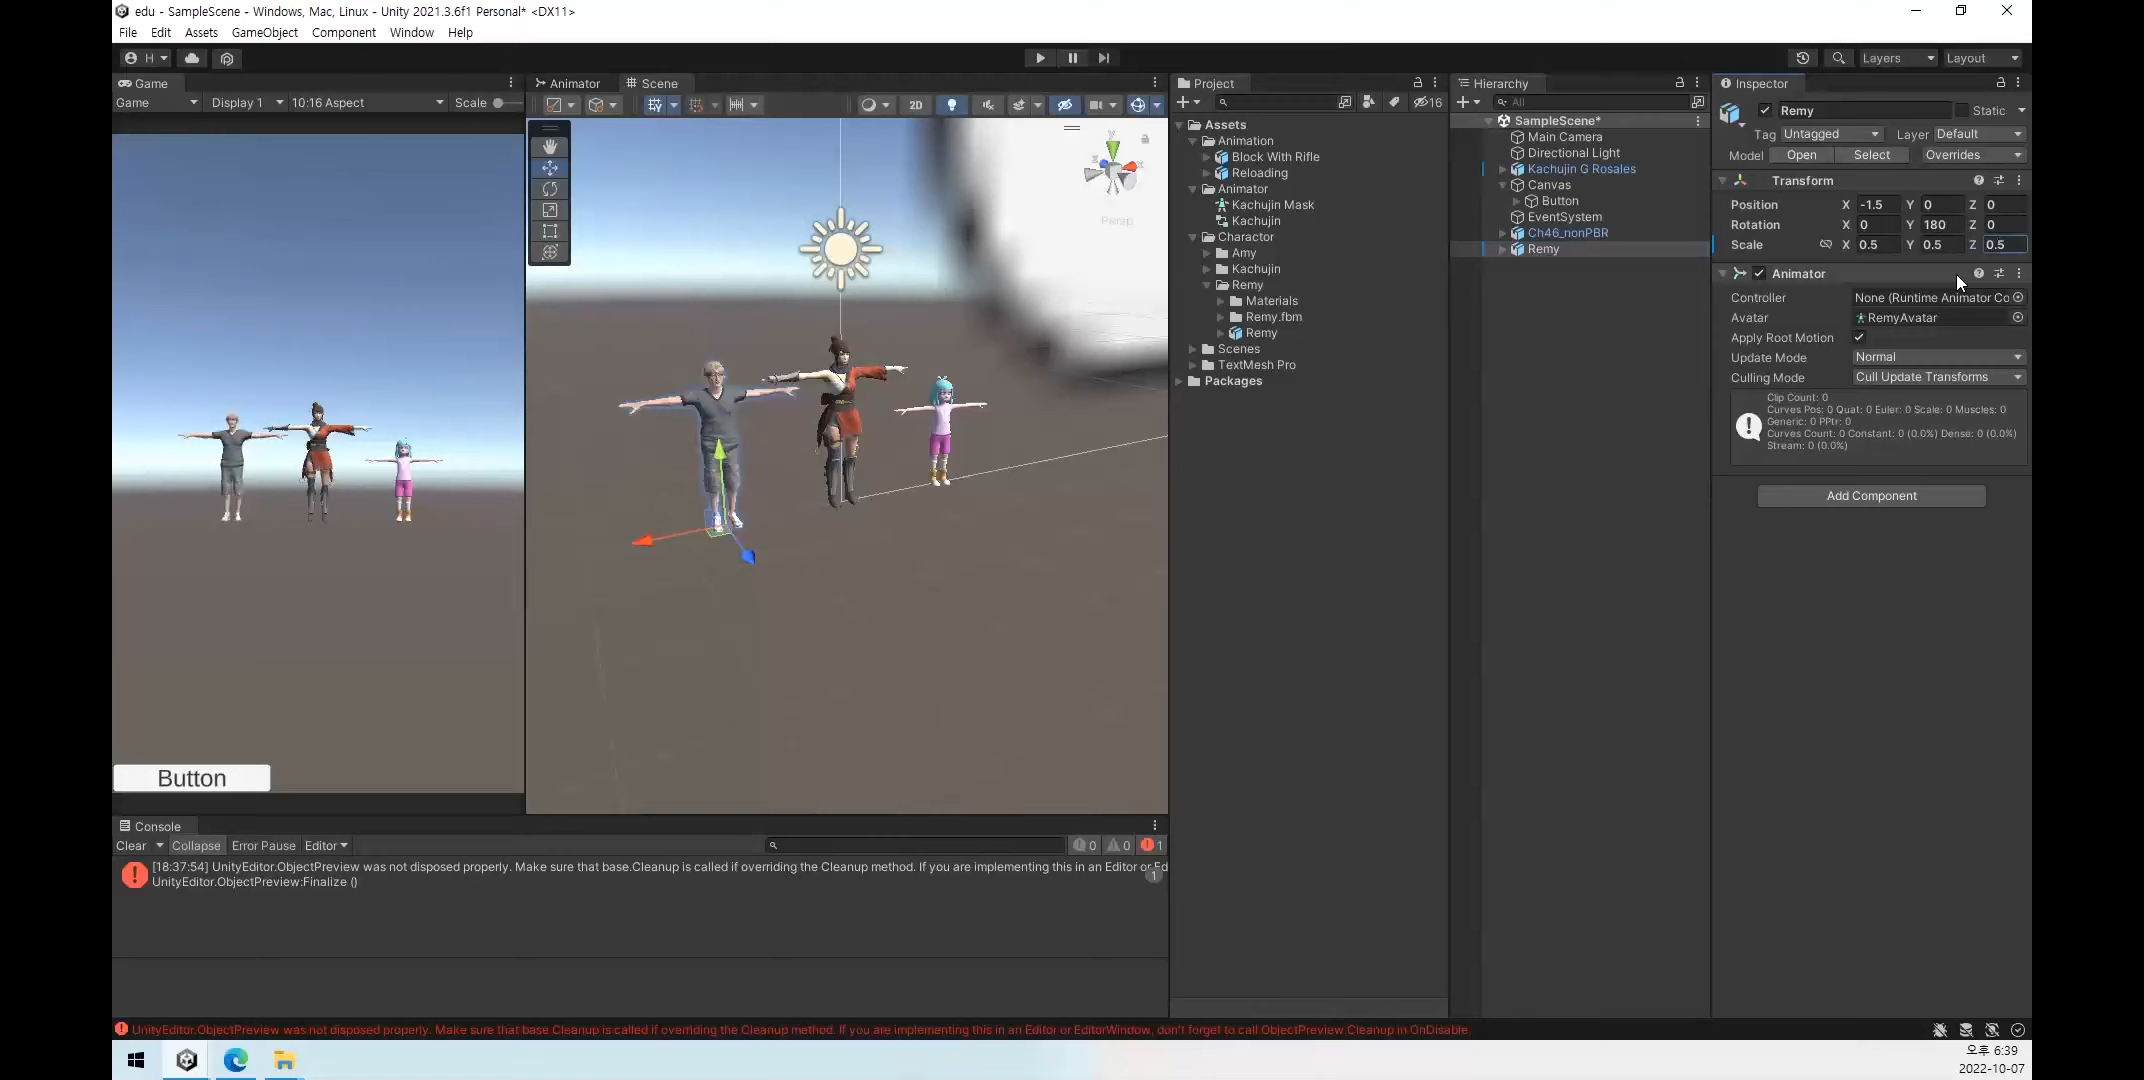 edu - SampleScene - Windows, Mac, Linux - Unity 2021.3.6f1 Personal* <DX11>
File Edit Assets GameObject Component Window Help
H Layers Layout
Game
Game Display 1 10:16 Aspect Scale
Button
Animator Scene
2D
Persp
Project
16
Assets
Animation
Block With Rifle
Reloading
Animator
Kachujin Mask
Kachujin
Charactor
Amy
Kachujin
Remy
Materials
Remy.fbm
Remy
Scenes
TextMesh Pro
Packages
Hierarchy
All
SampleScene*
Main Camera
Directional Light
Kachujin G Rosales
Canvas
Button
EventSystem
Ch46_nonPBR
Remy
Inspector
Remy Static
Tag Untagged Layer Default
Model Open Select Overrides
Transform
Position X -1.5 Y 0 Z 0
Rotation X 0 Y 180 Z 0
Scale X 0.5 Y 0.5 Z 0.5
Animator
Controller None (Runtime Animator Co
Avatar RemyAvatar
Apply Root Motion
Update Mode Normal
Culling Mode Cull Update Transforms
Clip Count: 0
Curves Pos: 0 Quat: 0 Euler: 0 Scale: 0 Muscles: 0
Generic: 0 PPtr: 0
Curves Count: 0 Constant: 0 (0.0%) Dense: 0 (0.0%)
Stream: 0 (0.0%)
Add Component
Console
Clear Collapse Error Pause Editor 0 0 1
[18:37:54] UnityEditor.ObjectPreview was not disposed properly. Make sure that base.Cleanup is called if overriding the Cleanup method. If you are implementing this in an Editor or Ed
UnityEditor.ObjectPreview:Finalize () 1
UnityEditor.ObjectPreview was not disposed properly. Make sure that base.Cleanup is called if overriding the Cleanup method. If you are implementing this in an Editor or EditorWindow, don't forget to call ObjectPreview.Cleanup in OnDisable.
오후 6:39
2022-10-07